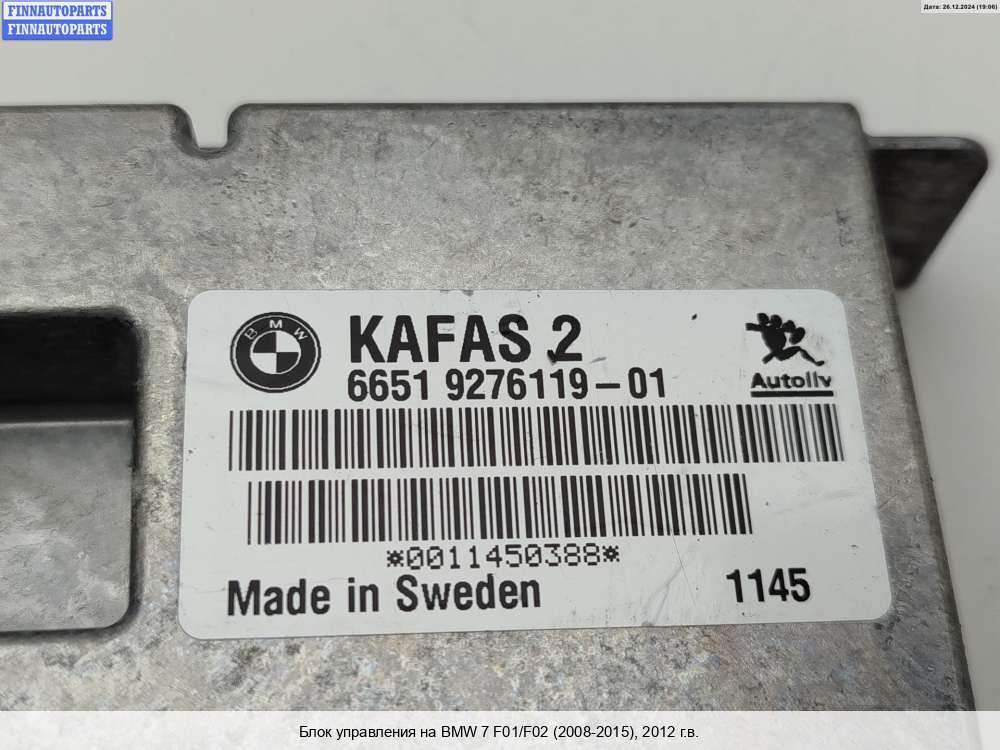 FINNAUTOPARTS
FINNAUTOPARTS
Дата: 26.12.2024 (19:06)
BMW
KAFAS 2
6651 9276119-01
Autoliv
*0011450388*
Made in Sweden
1145
Блок управления на BMW 7 F01/F02 (2008-2015), 2012 г.в.